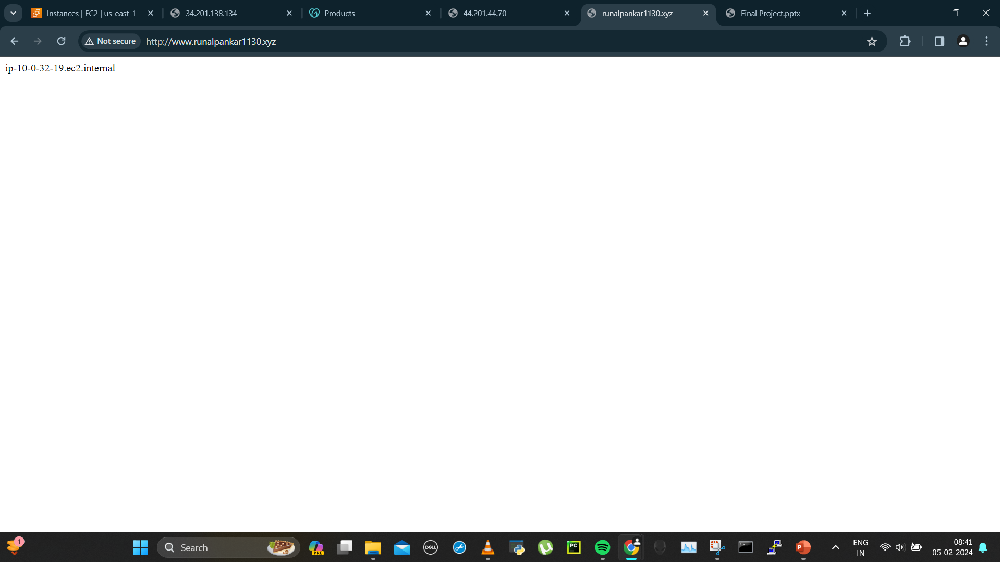 Instances | EC2 | us-east-1
34.201.138.134
Products
44.201.44.70
runalpankar1130.xyz
Final Project.pptx
Not secure
http://www.runalpankar1130.xyz
ip-10-0-32-19.ec2.internal
1
Search
PRE
DELL
PC
P
ENG
IN
08:41
05-02-2024